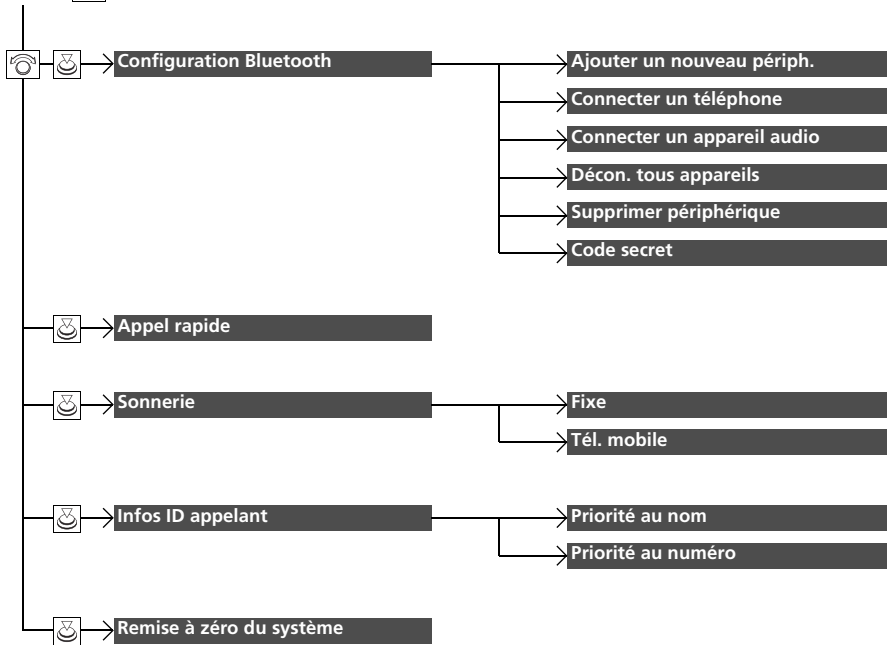 Configuration Bluetooth
Ajouter un nouveau périph.
Connecter un téléphone
Connecter un appareil audio
Décon. tous appareils
Supprimer périphérique
Code secret
Appel rapide
Sonnerie
Fixe
Tél. mobile
Infos ID appelant
Priorité au nom
Priorité au numéro
Remise à zéro du système